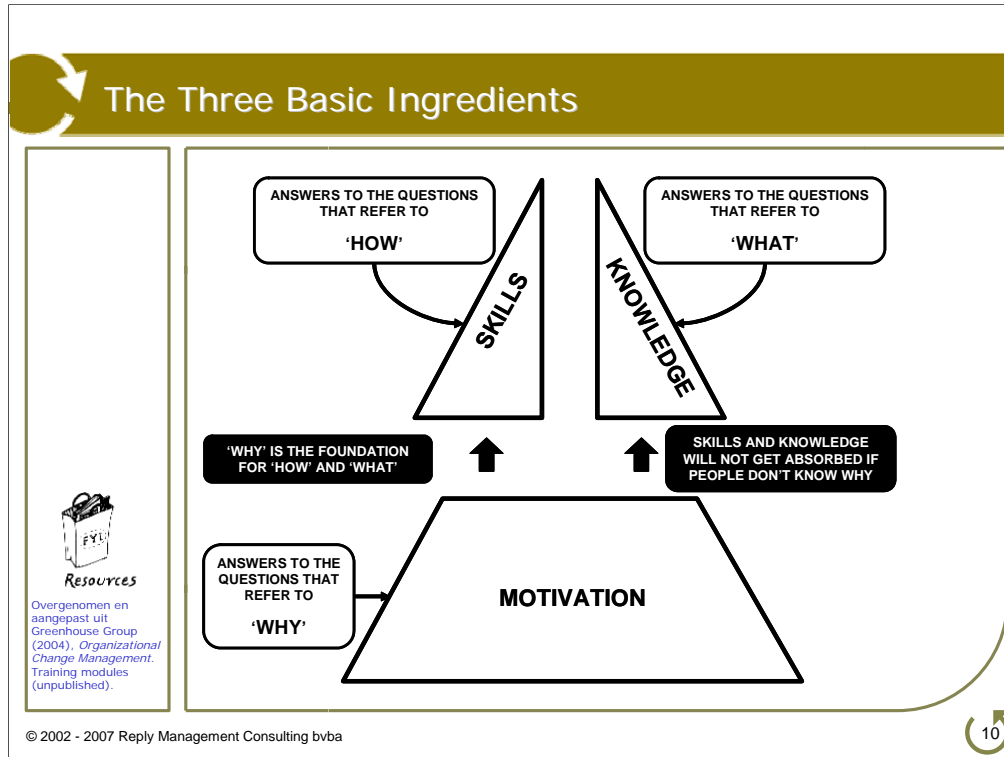 The Three Basic Ingredients
ANSWERS TO THE QUESTIONS
THAT REFER TO
‘HOW’
ANSWERS TO THE QUESTIONS
THAT REFER TO
‘WHAT’
SKILLS
KNOWLEDGE
‘WHY’ IS THE FOUNDATION
FOR ‘HOW’ AND ‘WHAT’
SKILLS AND KNOWLEDGE
WILL NOT GET ABSORBED IF
PEOPLE DON’T KNOW WHY
ANSWERS TO THE
QUESTIONS THAT
REFER TO
‘WHY’
MOTIVATION
FYI
Resources
Overgenomen en
aangepast uit
Greenhouse Group
(2004), Organizational
Change Management.
Training modules
(unpublished).
© 2002 - 2007 Reply Management Consulting bvba
10